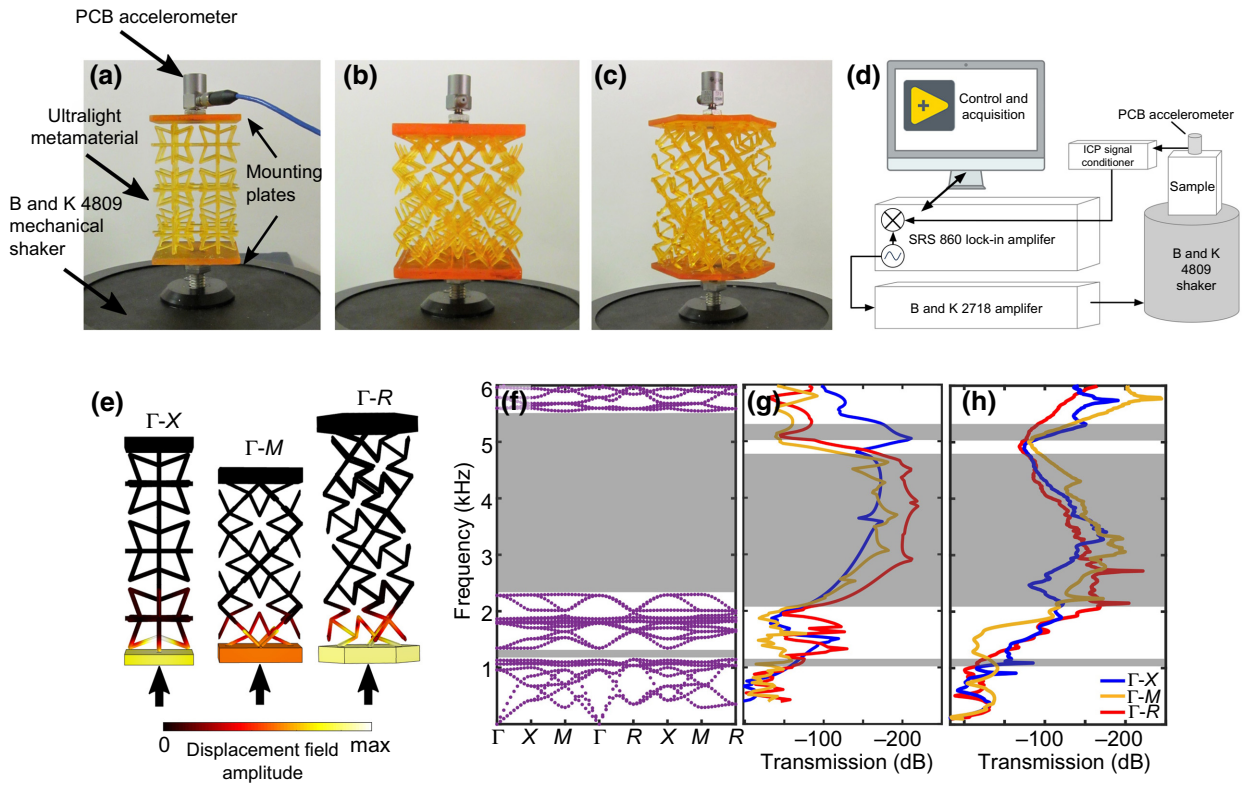 PCB accelerometer
(a)
(b)
(c)
(d)
Ultralight
metamaterial
Mounting
plates
B and K 4809
mechanical
shaker
Control and
acquisition
PCB accelerometer
ICP signal
conditioner
Sample
SRS 860 lock-in amplifer
B and K
4809
shaker
B and K 2718 amplifer
(e)
Γ-X
Γ-M
Γ-R
0
max
Displacement field
amplitude
(f)
(g)
(h)
Frequency (kHz)
6
5
4
3
2
1
0
Γ X M Γ R X M R
–100 –200
Transmission (dB)
Γ-X
Γ-M
Γ-R
–100 –200
Transmission (dB)